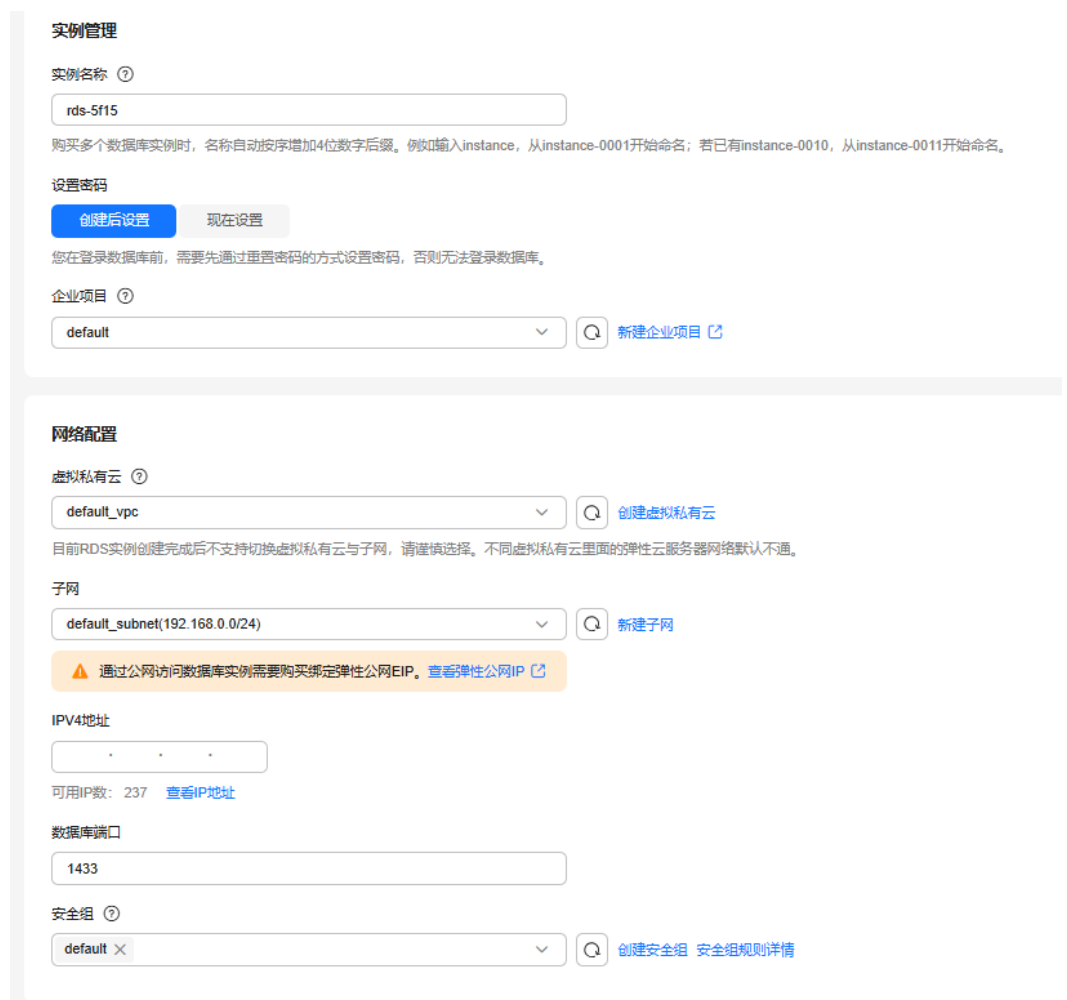 实例管理
实例名称
rds-5f15
购买多个数据库实例时，名称自动按序增加4位数字后缀。例如输入instance，从instance-0001开始命名；若已有instance-0010，从instance-0011开始命名。
设置密码
创建后设置 现在设置
您在登录数据库前，需要先通过重置密码的方式设置密码，否则无法登录数据库。
企业项目
default 新建企业项目
网络配置
虚拟私有云
default_vpc 创建虚拟私有云
目前RDS实例创建完成后不支持切换虚拟私有云与子网，请谨慎选择。不同虚拟私有云里面的弹性云服务器网络默认不通。
子网
default_subnet(192.168.0.0/24) 新建子网
通过公网访问数据库实例需要购买绑定弹性公网EIP。查看弹性公网IP
IPV4地址
可用IP数： 237 查看IP地址
数据库端口
1433
安全组
default 创建安全组 安全组规则详情